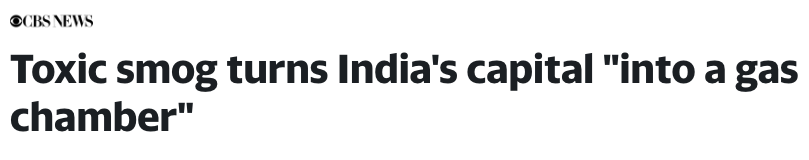 CBS NEWS
Toxic smog turns India's capital "into a gas
chamber"